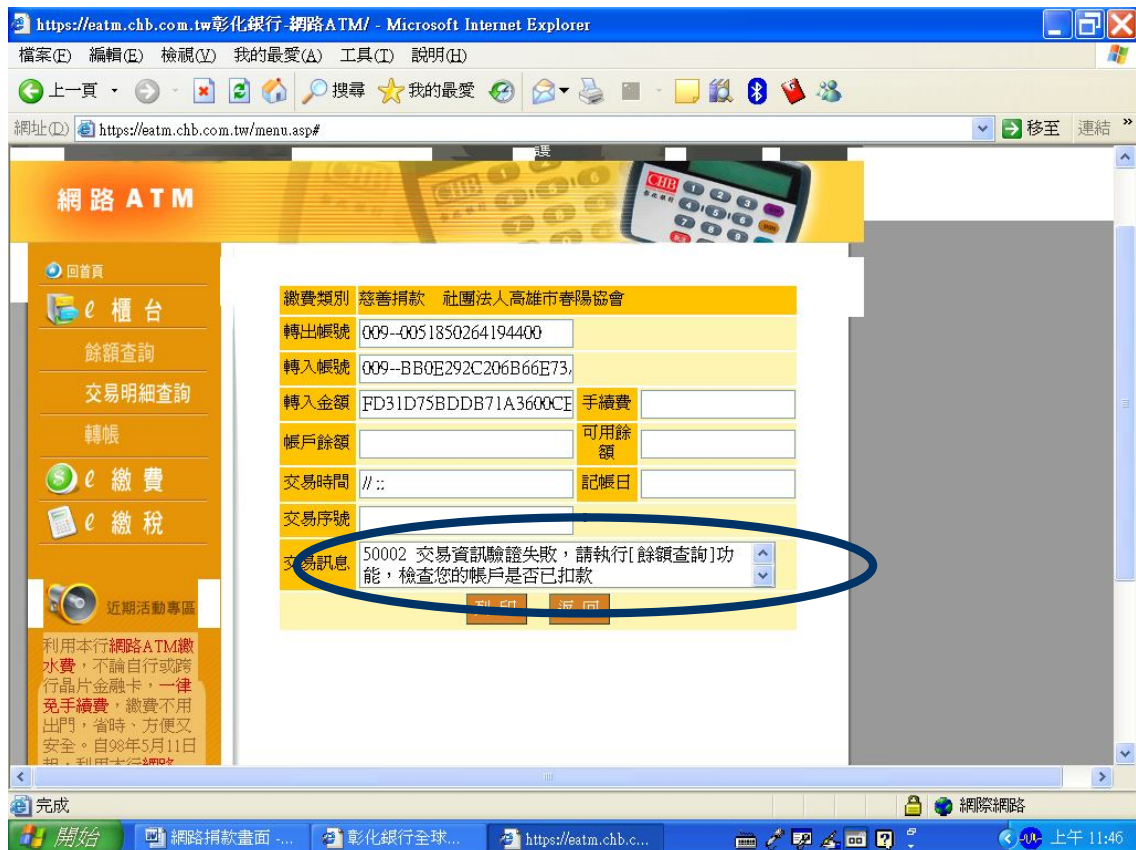 https://eatm.chb.com.tw彰化銀行-網路ATM/ - Microsoft Internet Explorer
檔案(F) 編輯(E) 檢視(V) 我的最愛(A) 工具(T) 說明(H)
上一頁 搜尋 我的最愛
網址(D) https://eatm.chb.com.tw/menu.asp# 移至 連結 »
護
網路 ATM
CHB
回首頁
e 櫃台
餘額查詢
交易明細查詢
轉帳
e 繳費
e 繳稅
近期活動專區
利用本行網路ATM繳
水費，不論自行或跨
行晶片金融卡，一律
免手續費，繳費不用
出門，省時、方便又
安全。自98年5月11日
起，利用本行網路
繳費類別 慈善捐款 社團法人高雄市春陽協會
轉出帳號 009--0051850264194400
轉入帳號 009--BB0E292C206B66E73
轉入金額 FD31D75BDDB71A3600CE 手續費
帳戶餘額 可用餘額
交易時間 // :: 記帳日
交易序號
交易訊息 50002 交易資訊驗證失敗，請執行[餘額查詢]功
能，檢查您的帳戶是否已扣款
列印 返回
完成 網際網路
開始 網路捐款畫面 -... 彰化銀行全球... https://eatm.chb.c... 上午 11:46